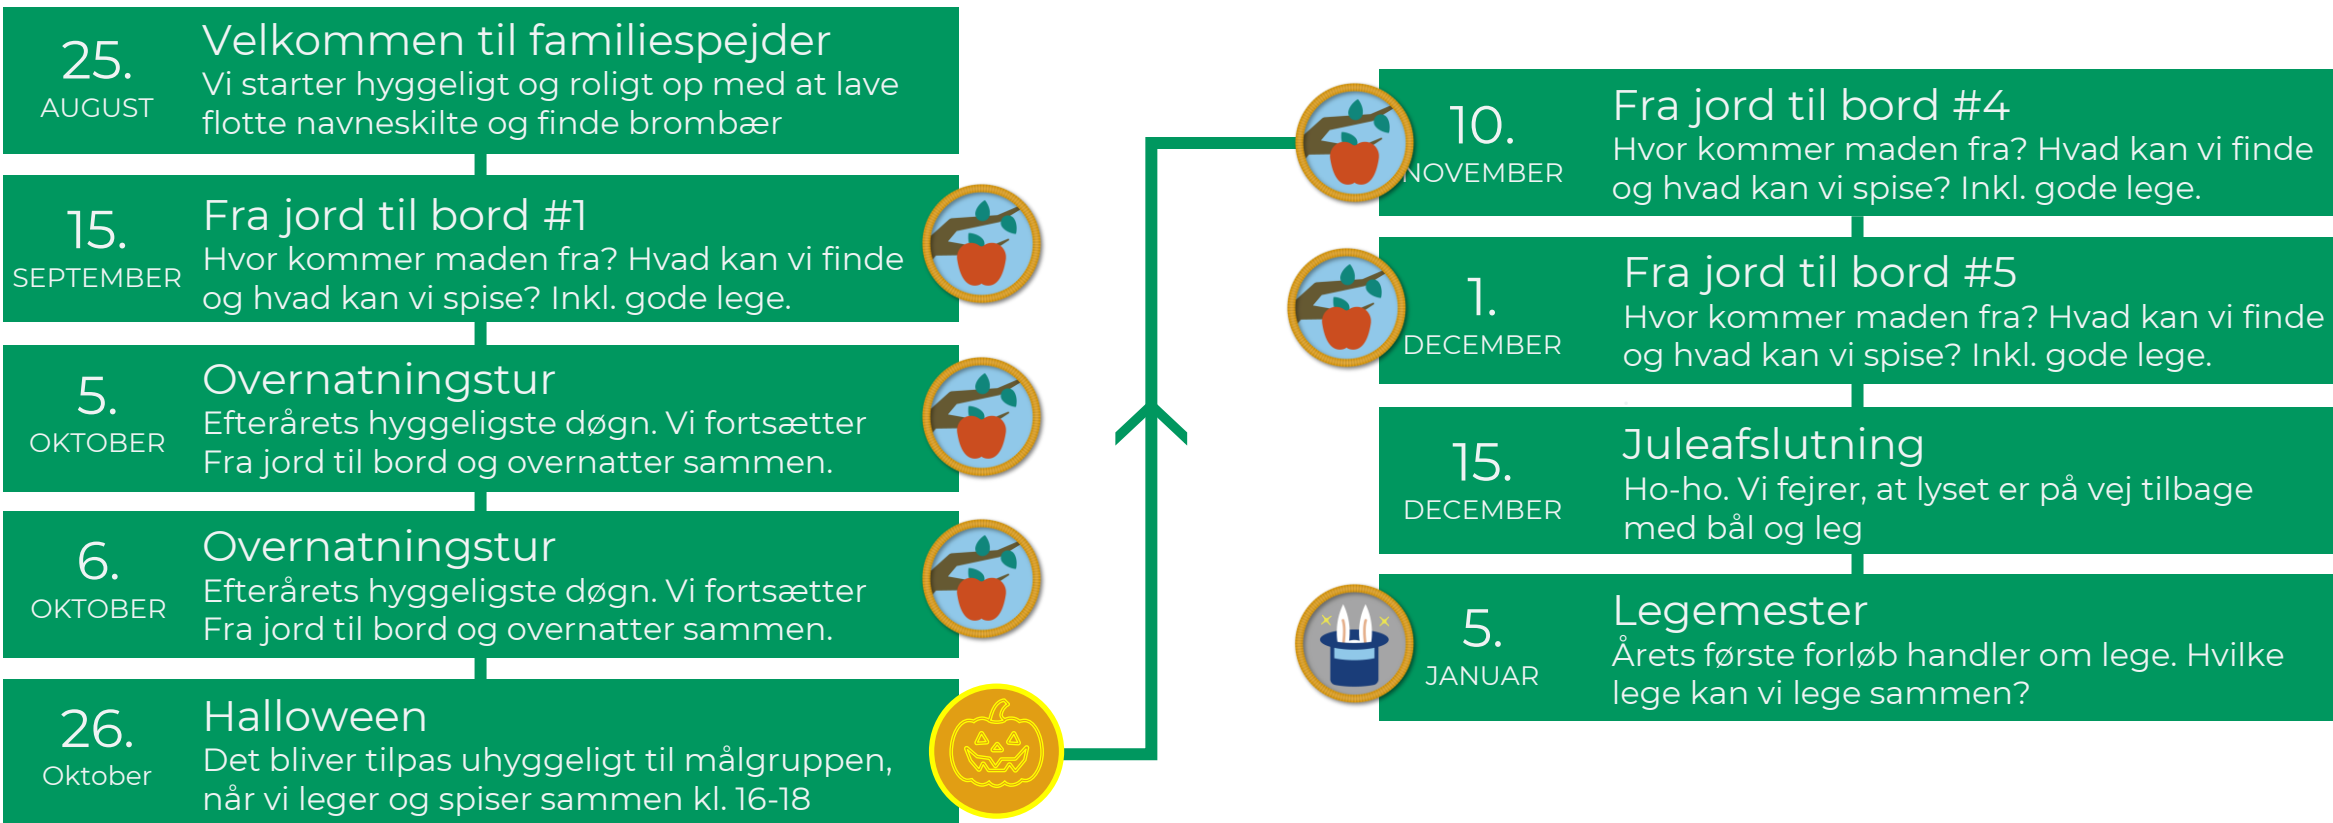 25.
AUGUST
Velkommen til familiespejder
Vi starter hyggeligt og roligt op med at lave
flotte navneskilte og finde brombær
15.
SEPTEMBER
Fra jord til bord #1
Hvor kommer maden fra? Hvad kan vi finde
og hvad kan vi spise? Inkl. gode lege.
5.
OKTOBER
Overnatningstur
Efterårets hyggeligste døgn. Vi fortsætter
Fra jord til bord og overnatter sammen.
6.
OKTOBER
Overnatningstur
Efterårets hyggeligste døgn. Vi fortsætter
Fra jord til bord og overnatter sammen.
26.
Oktober
Halloween
Det bliver tilpas uhyggeligt til målgruppen,
når vi leger og spiser sammen kl. 16-18
10.
NOVEMBER
Fra jord til bord #4
Hvor kommer maden fra? Hvad kan vi finde
og hvad kan vi spise? Inkl. gode lege.
1.
DECEMBER
Fra jord til bord #5
Hvor kommer maden fra? Hvad kan vi finde
og hvad kan vi spise? Inkl. gode lege.
15.
DECEMBER
Juleafslutning
Ho-ho. Vi fejrer, at lyset er på vej tilbage
med bål og leg
5.
JANUAR
Legemester
Årets første forløb handler om lege. Hvilke
lege kan vi lege sammen?